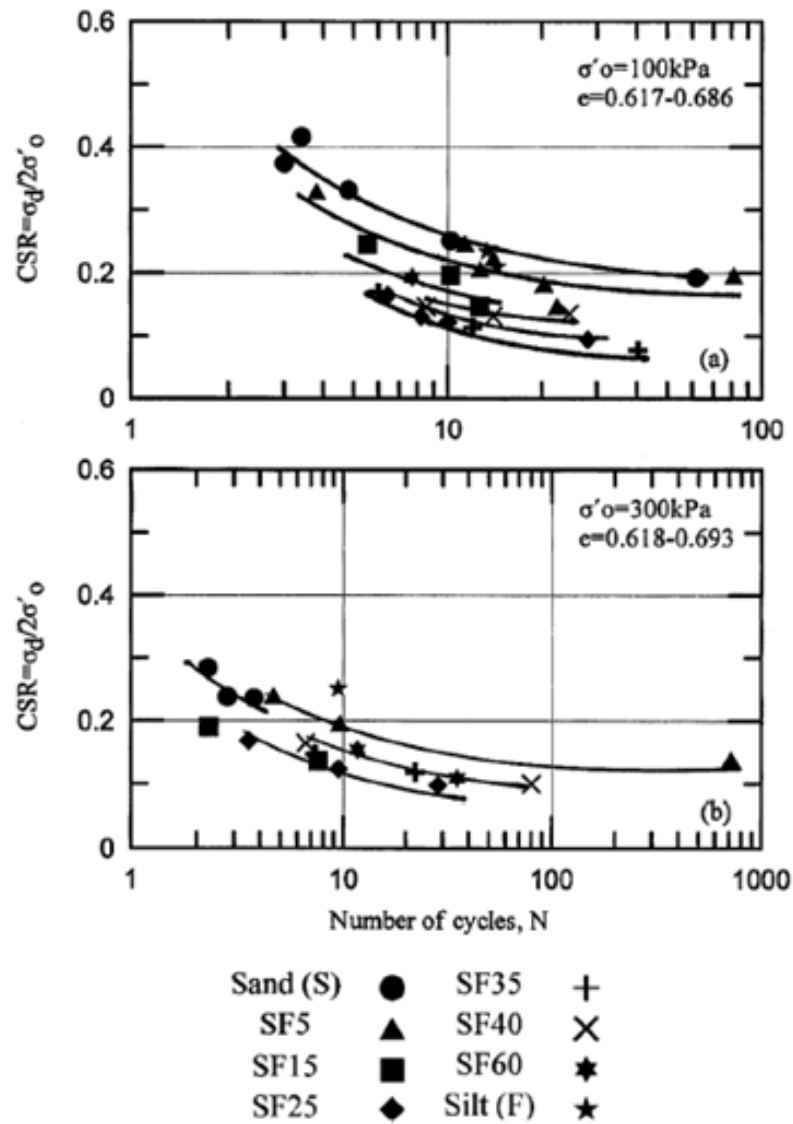 0.6
σ′o=100kPa
e=0.617-0.686
0.4
CSR=σd/2σ′o
0.2
(a)
0
1 10 100
0.6
σ′o=300kPa
e=0.618-0.693
0.4
CSR=σd/2σ′o
0.2
(b)
0
1 10 100 1000
Number of cycles, N
Sand (S) SF35
SF5 SF40
SF15 SF60
SF25 Silt (F)